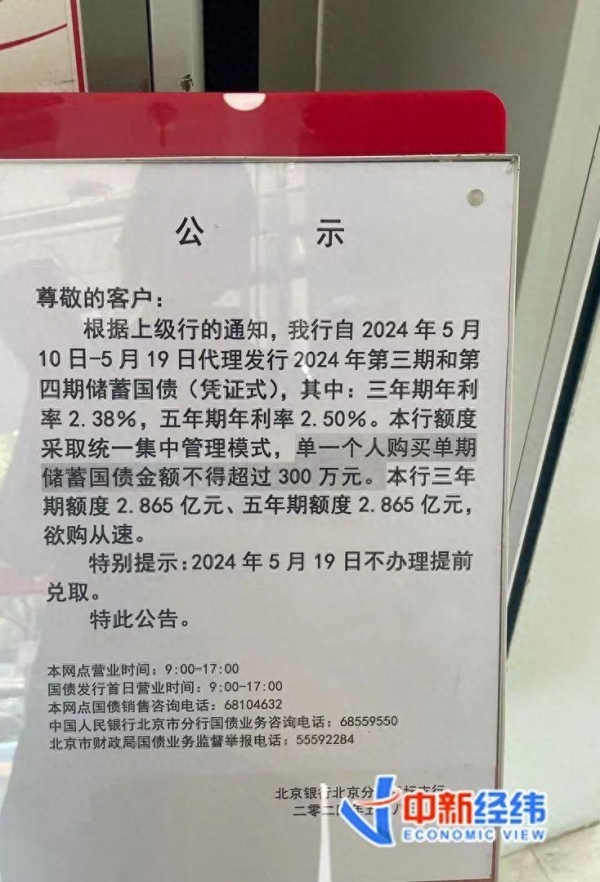 公 示
尊敬的客户：
根据上级行的通知，我行自 2024 年 5 月
10 日-5 月 19 日代理发行 2024 年第三期和第
四期储蓄国债（凭证式），其中：三年期年利
率 2.38%，五年期年利率 2.50%。本行额度
采取统一集中管理模式，单一个人购买单期
储蓄国债金额不得超过 300 万元。本行三年
期额度 2.865 亿元、五年期额度 2.865 亿元，
欲购从速。
特别提示：2024 年 5 月 19 日不办理提前
兑取。
特此公告。
本网点营业时间：9:00-17:00
国债发行首日营业时间：9:00-17:00
本网点国债销售咨询电话：68104632
中国人民银行北京市分行国债业务咨询电话：68559550
北京市财政局国债业务监督举报电话：55592284
北京银行北京分
二零二
中新经纬
ECONOMIC VIEW